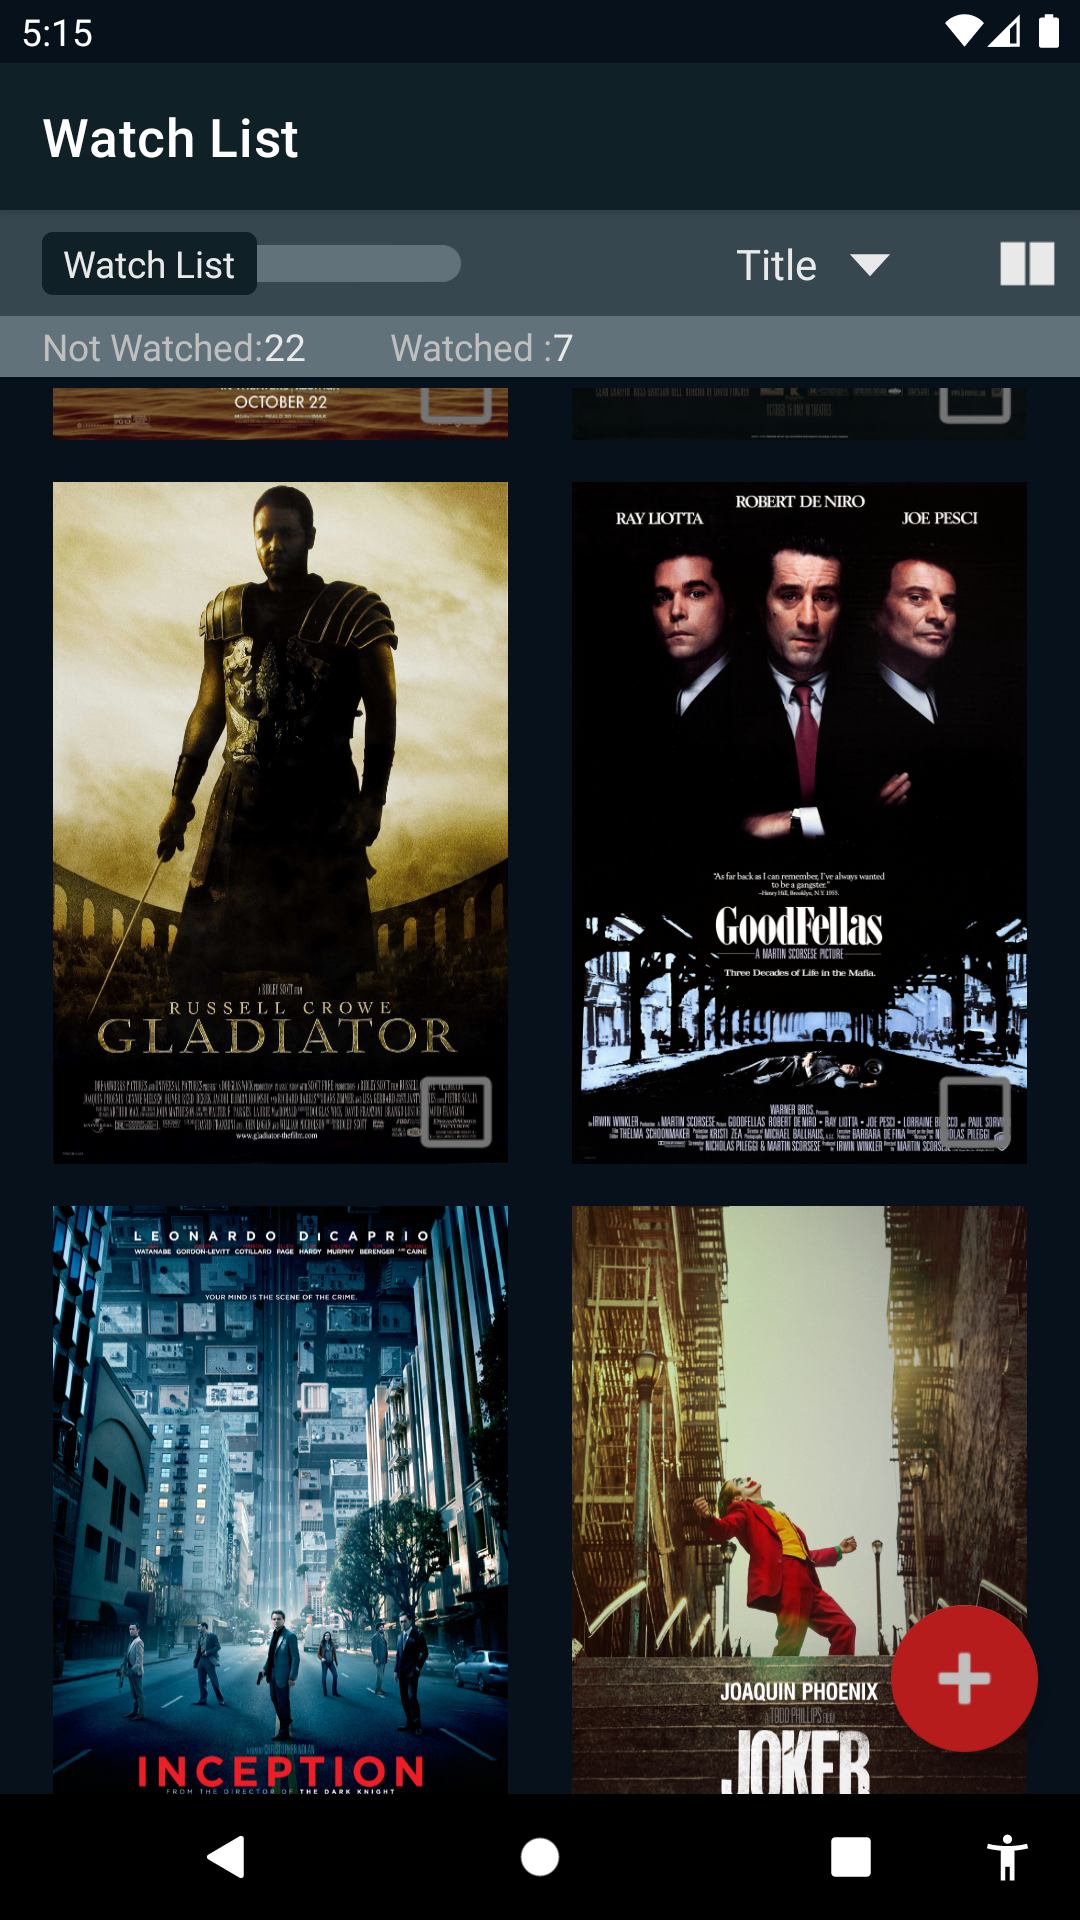 5:15
Watch List
Watch List
Title
Not Watched:22
Watched :7
OCTOBER 22
RUSSELL CROWE
GLADIATOR
www.gladiator-thefilm.com
ROBERT DE NIRO
RAY LIOTTA
JOE PESCI
"As far back as I can remember, I've always wanted
to be a gangster."
--Henry Hill, Brooklyn, N.Y. 1955.
GoodFellas
A MARTIN SCORSESE PICTURE
Three Decades of Life in the Mafia.
WARNER BROS.
LEONARDO DiCAPRIO
WATANABE GORDON-LEVITT COTILLARD PAGE HARDY MURPHY BERENGER AND CAINE
YOUR MIND IS THE SCENE OF THE CRIME.
INCEPTION
FROM THE DIRECTOR OF THE DARK KNIGHT
JOAQUIN PHOENIX
A TODD PHILLIPS FILM
JOKER